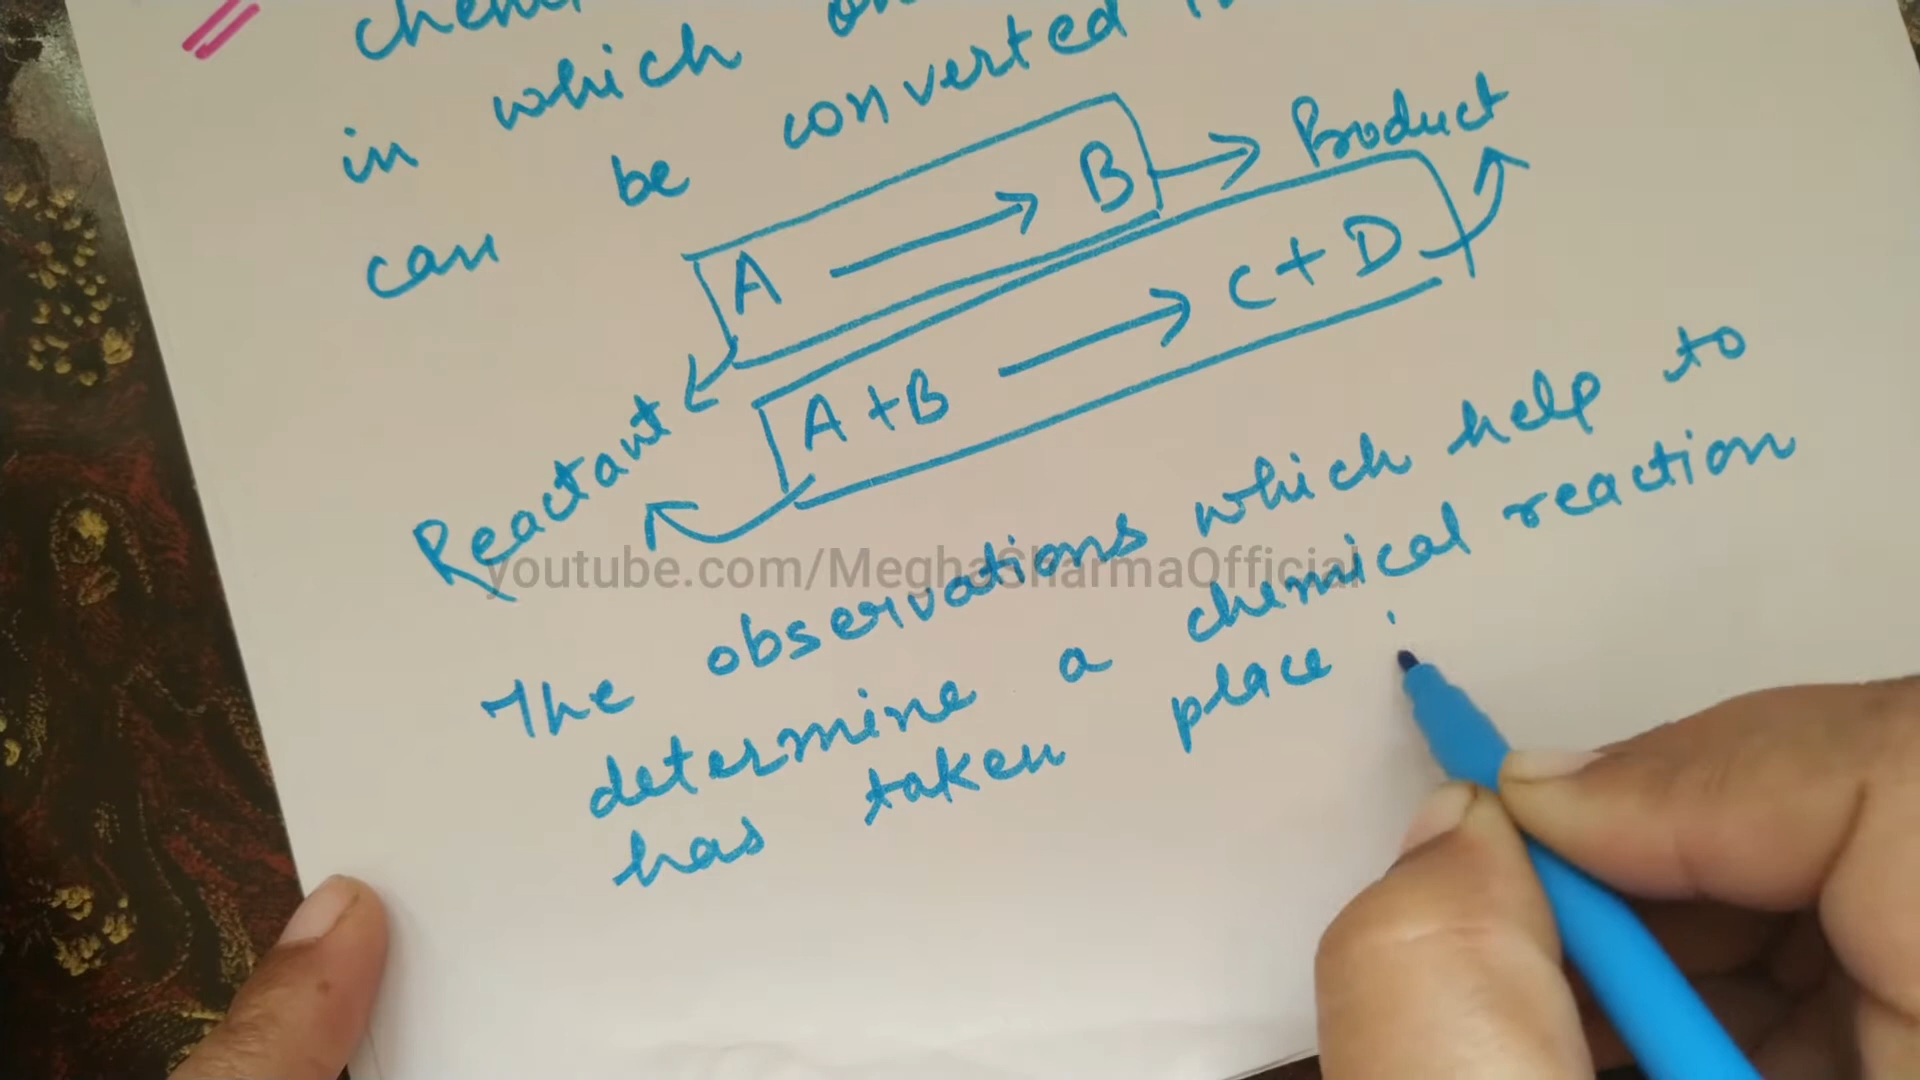 in which
can be converted
A → B → Product
A + B → C + D
Reactant
The observations which help to
determine a chemical reaction
has taken place :
youtube.com/MeghaSharmaOfficial